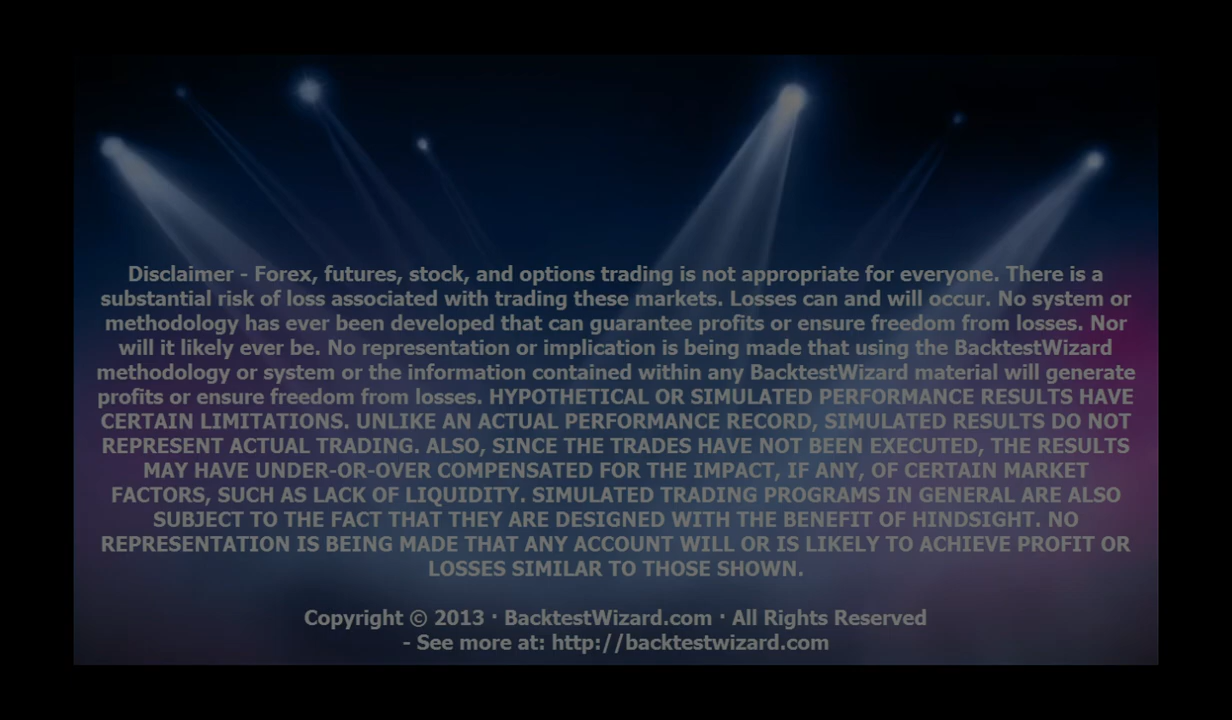 Disclaimer - Forex, futures, stock, and options trading is not appropriate for everyone. There is a
substantial risk of loss associated with trading these markets. Losses can and will occur. No system or
methodology has ever been developed that can guarantee profits or ensure freedom from losses. Nor
will it likely ever be. No representation or implication is being made that using the BacktestWizard
methodology or system or the information contained within any BacktestWizard material will generate
profits or ensure freedom from losses. HYPOTHETICAL OR SIMULATED PERFORMANCE RESULTS HAVE
CERTAIN LIMITATIONS. UNLIKE AN ACTUAL PERFORMANCE RECORD, SIMULATED RESULTS DO NOT
REPRESENT ACTUAL TRADING. ALSO, SINCE THE TRADES HAVE NOT BEEN EXECUTED, THE RESULTS
MAY HAVE UNDER-OR-OVER COMPENSATED FOR THE IMPACT, IF ANY, OF CERTAIN MARKET
FACTORS, SUCH AS LACK OF LIQUIDITY. SIMULATED TRADING PROGRAMS IN GENERAL ARE ALSO
SUBJECT TO THE FACT THAT THEY ARE DESIGNED WITH THE BENEFIT OF HINDSIGHT. NO
REPRESENTATION IS BEING MADE THAT ANY ACCOUNT WILL OR IS LIKELY TO ACHIEVE PROFIT OR
LOSSES SIMILAR TO THOSE SHOWN.
Copyright © 2013 · BacktestWizard.com · All Rights Reserved
- See more at: http://backtestwizard.com